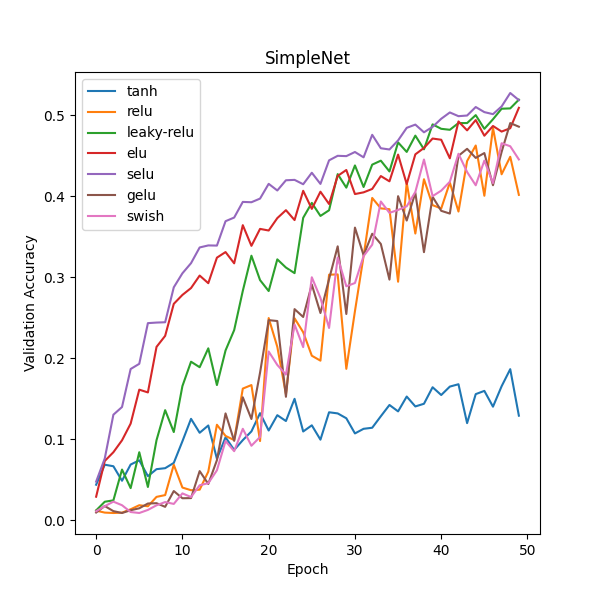 SimpleNet
tanh
relu
leaky-relu
elu
selu
gelu
swish
Validation Accuracy
0.5
0.4
0.3
0.2
0.1
0.0
0 10 20 30 40 50
Epoch